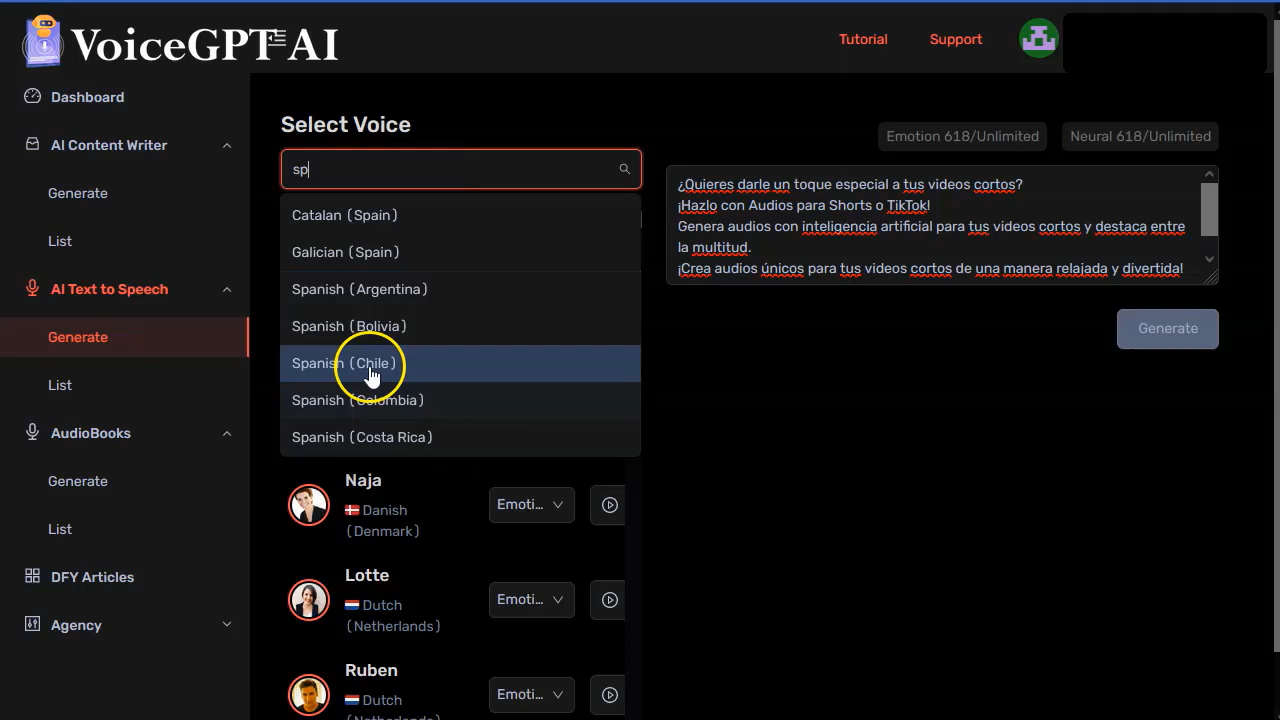 VoiceGPT AI
Tutorial
Support
Dashboard
AI Content Writer
Generate
List
AI Text to Speech
Generate
List
AudioBooks
Generate
List
DFY Articles
Agency
Select Voice
sp
Catalan (Spain)
Galician (Spain)
Spanish (Argentina)
Spanish (Bolivia)
Spanish (Chile)
Spanish (Colombia)
Spanish (Costa Rica)
Naja
Danish
(Denmark)
Emoti...
Lotte
Dutch
(Netherlands)
Emoti...
Ruben
Dutch
(Netherlands)
Emoti...
Emotion 618/Unlimited
Neural 618/Unlimited
¿Quieres darle un toque especial a tus videos cortos?
¡Hazlo con Audios para Shorts o TikTok!
Genera audios con inteligencia artificial para tus videos cortos y destaca entre
la multitud.
¡Crea audios únicos para tus videos cortos de una manera relajada y divertida!
Generate